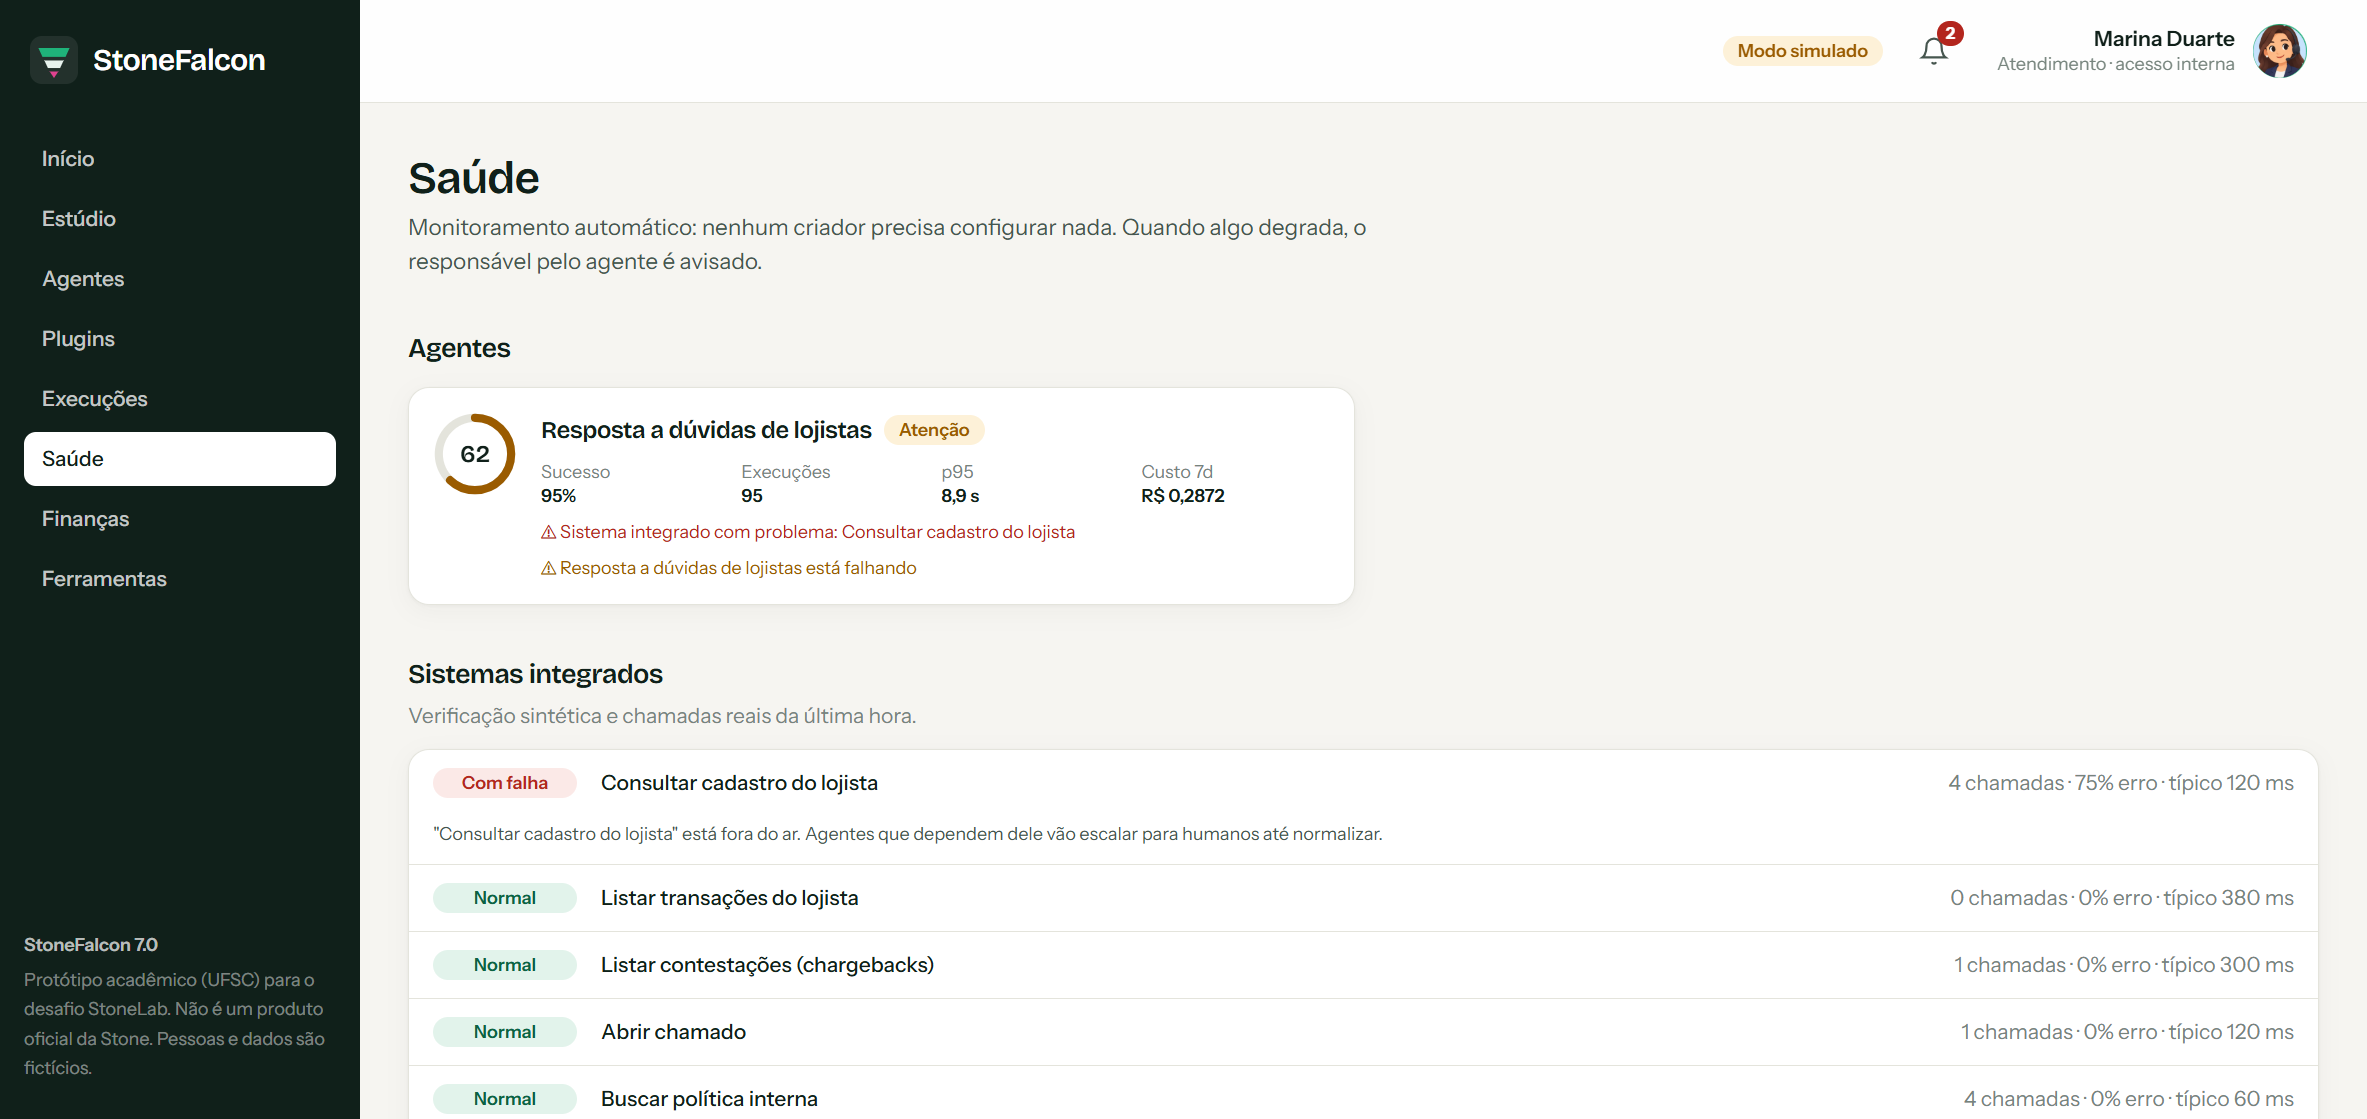 StoneFalcon
Início
Estúdio
Agentes
Plugins
Execuções
Saúde
Finanças
Ferramentas
StoneFalcon 7.0
Protótipo acadêmico (UFSC) para o
desafio StoneLab. Não é um produto
oficial da Stone. Pessoas e dados são
fictícios.
Modo simulado
2
Marina Duarte
Atendimento · acesso interna
Saúde
Monitoramento automático: nenhum criador precisa configurar nada. Quando algo degrada, o
responsável pelo agente é avisado.
Agentes
62
Resposta a dúvidas de lojistas Atenção
Sucesso Execuções p95 Custo 7d
95% 95 8,9 s R$ 0,2872
⚠ Sistema integrado com problema: Consultar cadastro do lojista
⚠ Resposta a dúvidas de lojistas está falhando
Sistemas integrados
Verificação sintética e chamadas reais da última hora.
Com falha Consultar cadastro do lojista 4 chamadas · 75% erro · típico 120 ms
"Consultar cadastro do lojista" está fora do ar. Agentes que dependem dele vão escalar para humanos até normalizar.
Normal Listar transações do lojista 0 chamadas · 0% erro · típico 380 ms
Normal Listar contestações (chargebacks) 1 chamadas · 0% erro · típico 300 ms
Normal Abrir chamado 1 chamadas · 0% erro · típico 120 ms
Normal Buscar política interna 4 chamadas · 0% erro · típico 60 ms